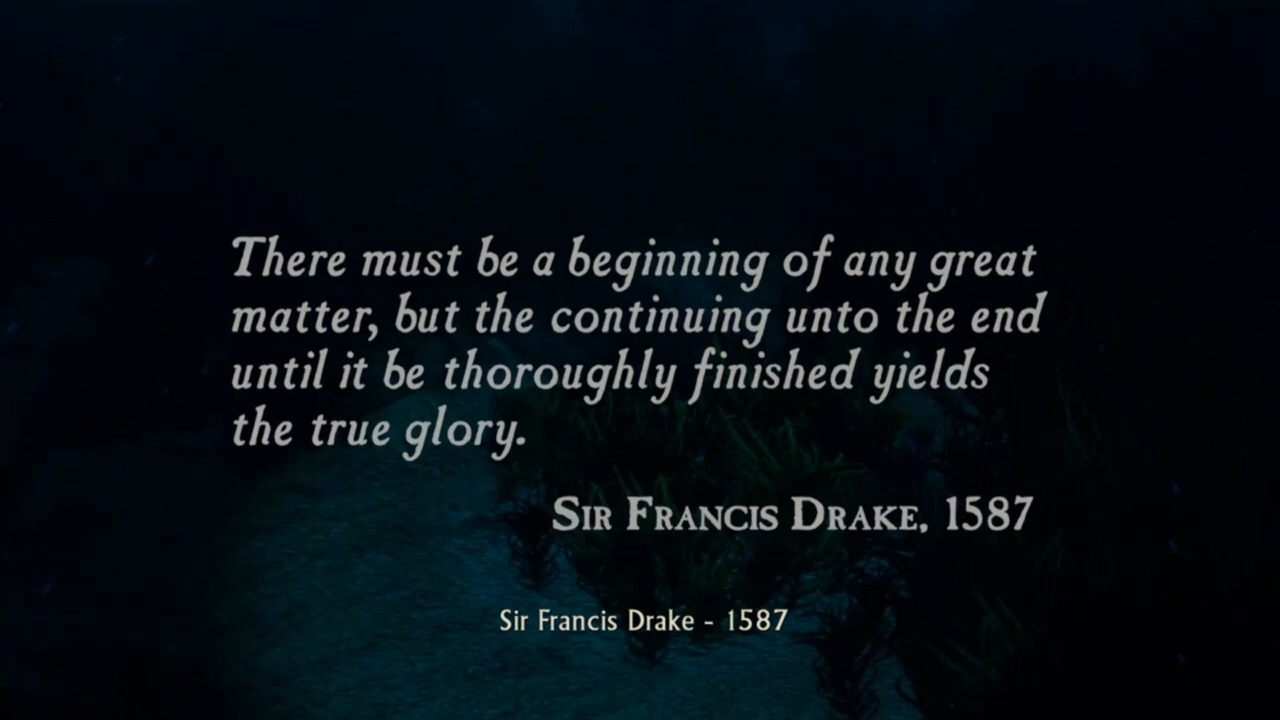 There must be a beginning of any great
matter, but the continuing unto the end
until it be thoroughly finished yields
the true glory.
Sir Francis Drake, 1587
Sir Francis Drake - 1587